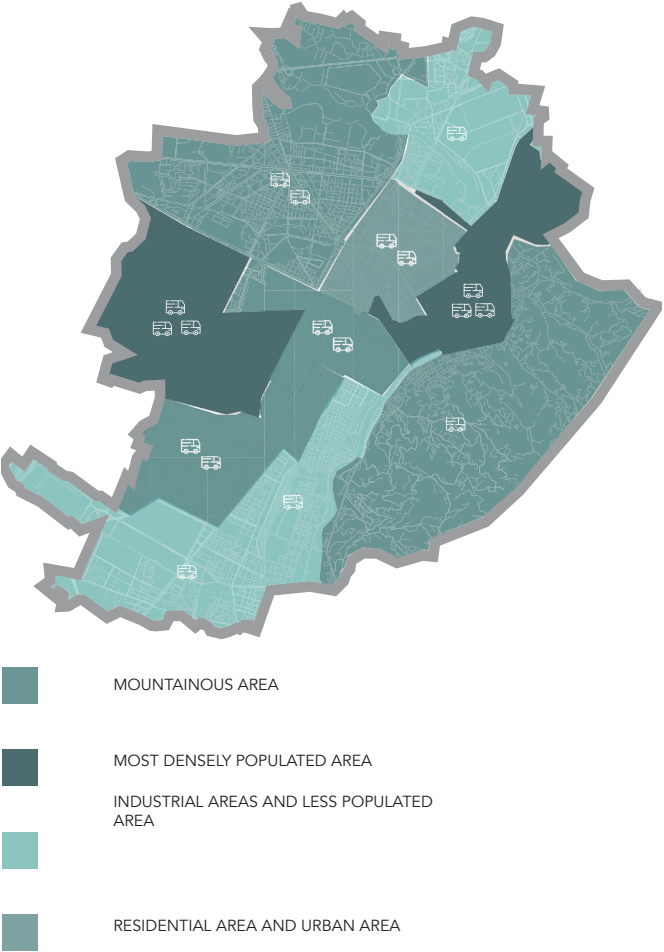 MOUNTAINOUS AREA
MOST DENSELY POPULATED AREA
INDUSTRIAL AREAS AND LESS POPULATED
AREA
RESIDENTIAL AREA AND URBAN AREA